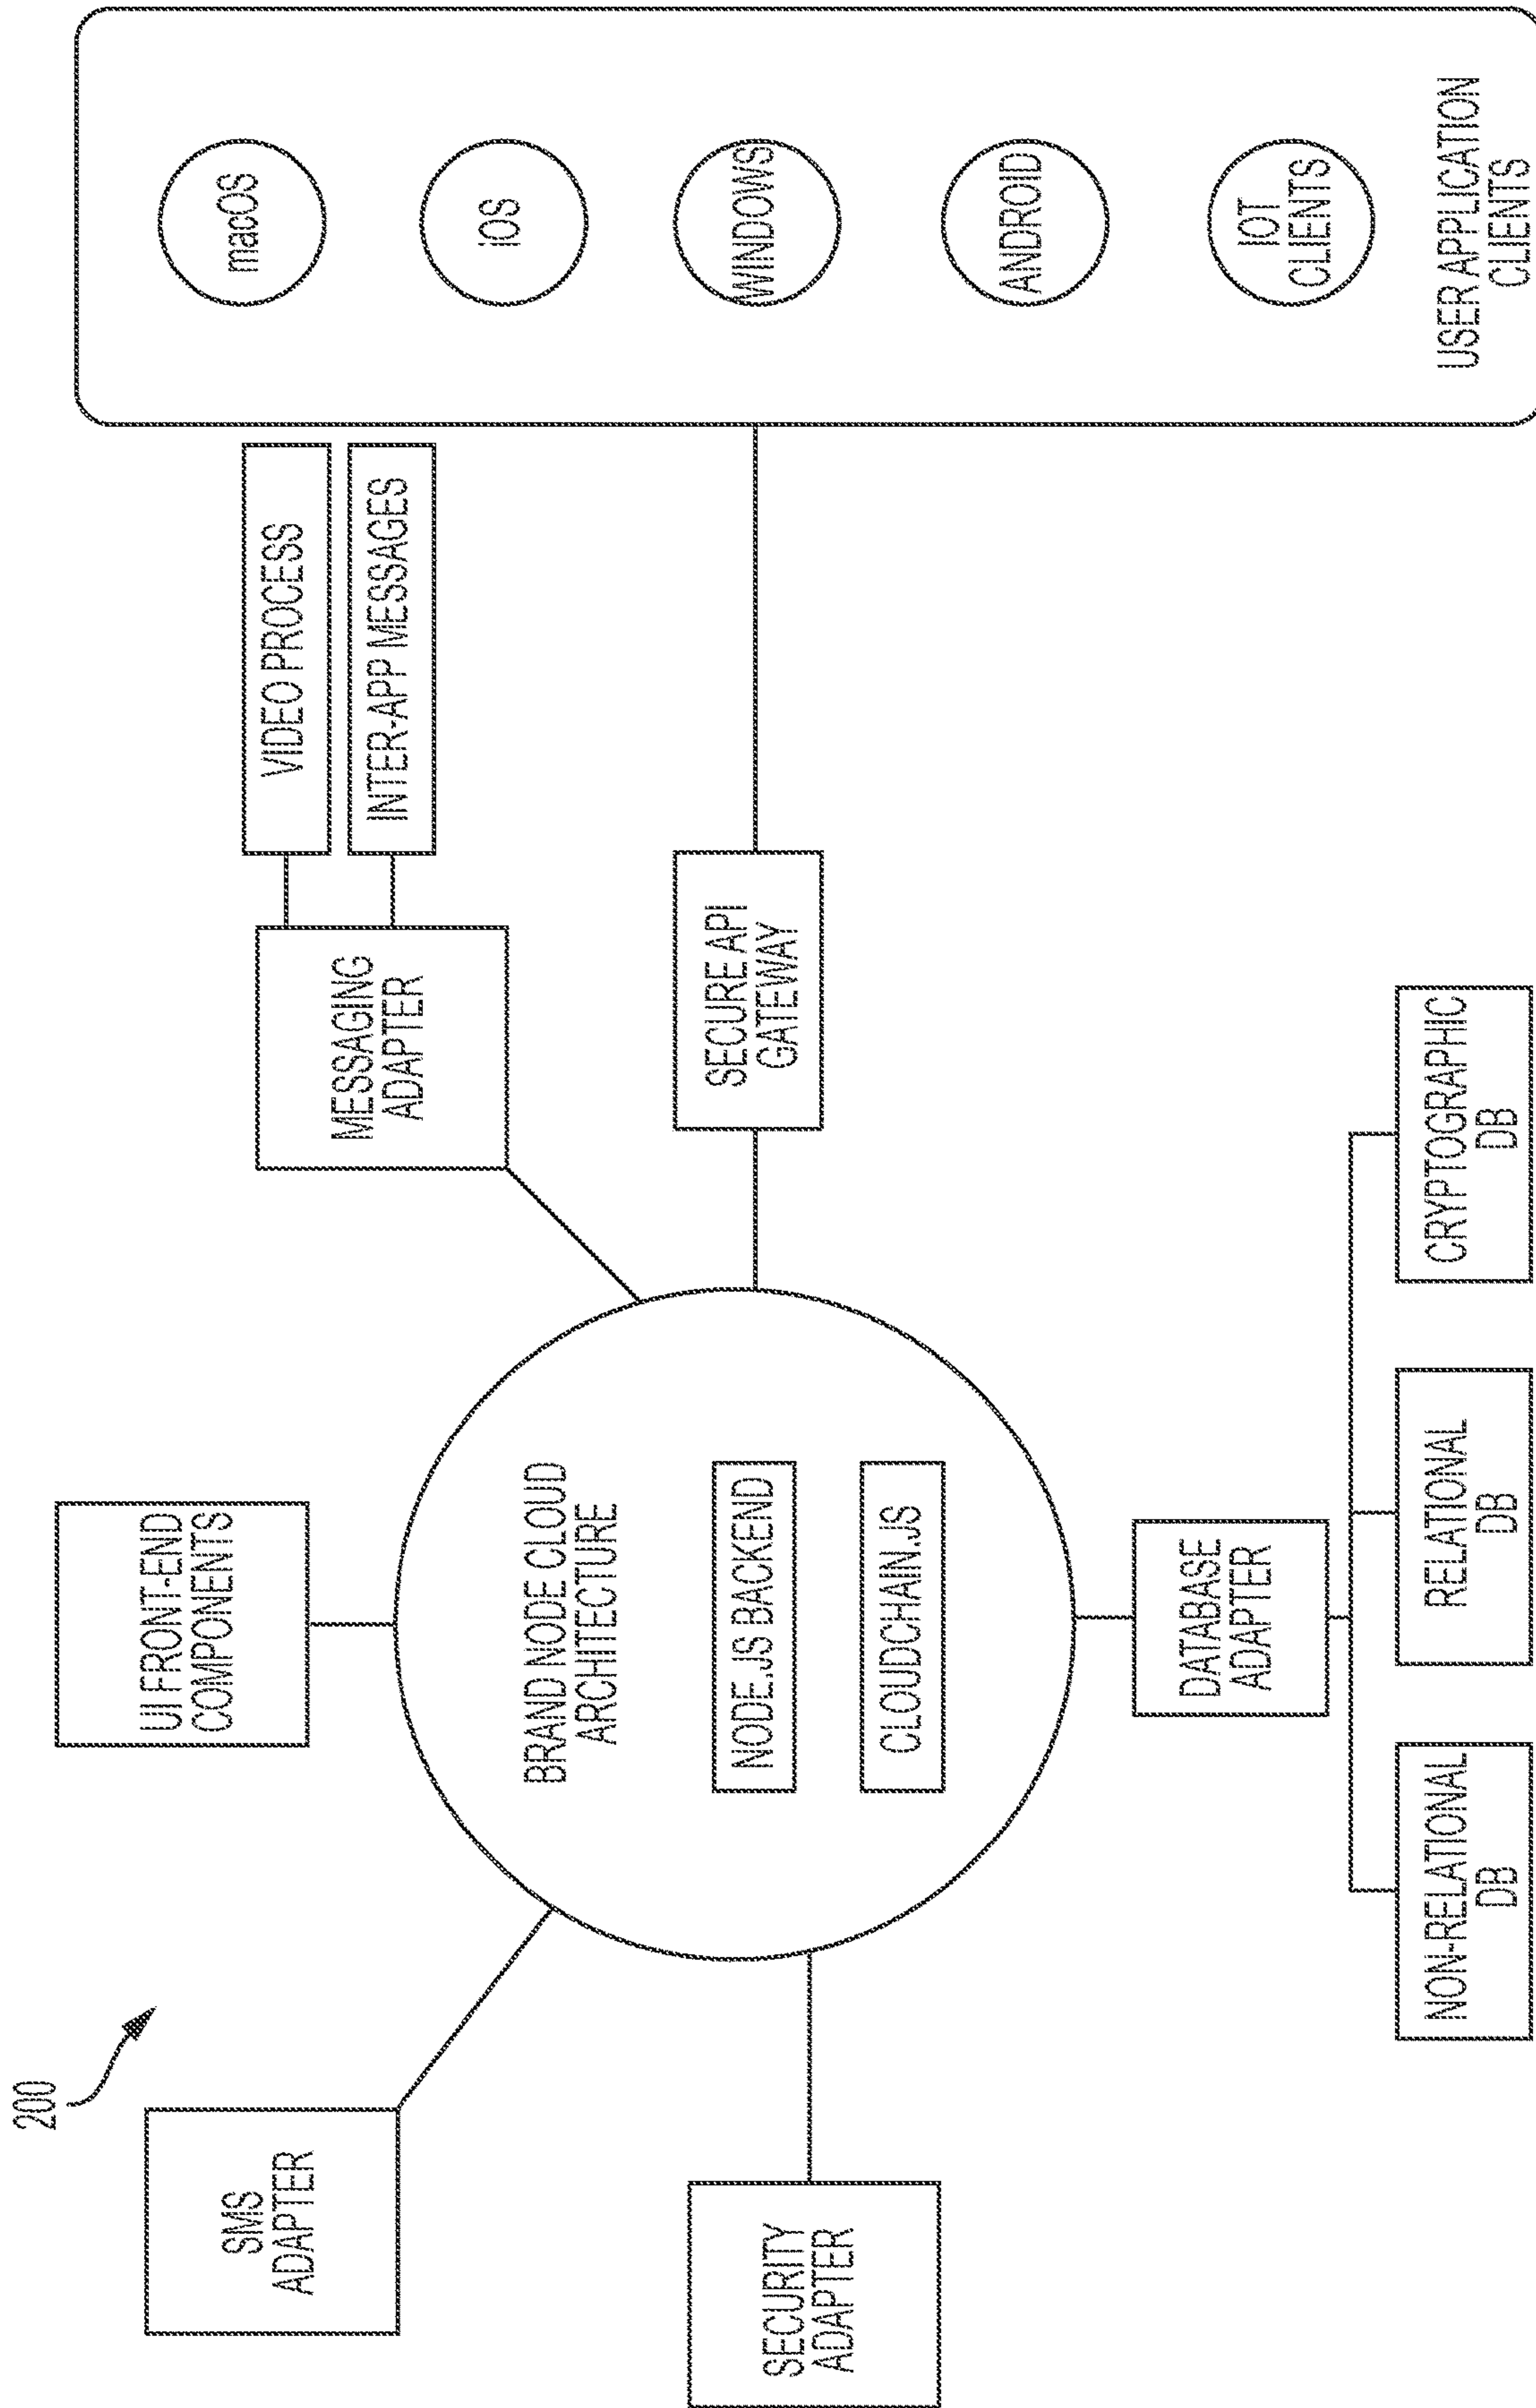 200
SMS
ADAPTER
UI FRONT-END
COMPONENTS
MESSAGING
ADAPTER
VIDEO PROCESS
INTER-APP MESSAGES
BRAND NODE CLOUD
ARCHITECTURE
NODE.JS BACKEND
CLOUDCHAIN.JS
SECURITY
ADAPTER
SECURE API
GATEWAY
DATABASE
ADAPTER
NON-RELATIONAL
DB
RELATIONAL
DB
CRYPTOGRAPHIC
DB
macOS
iOS
WINDOWS
ANDROID
IOT
CLIENTS
USER APPLICATION
CLIENTS